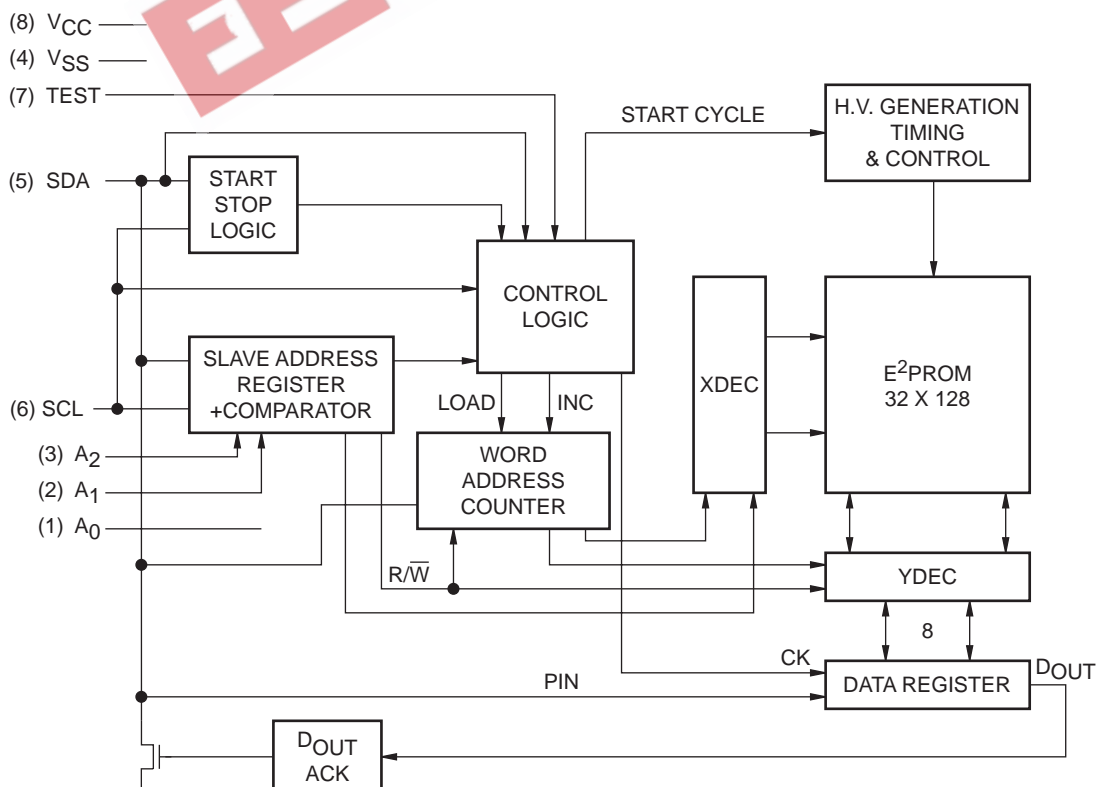 (8) VCC
(4) VSS
(7) TEST
(5) SDA
START
STOP
LOGIC
START CYCLE
H.V. GENERATION
TIMING
& CONTROL
CONTROL
LOGIC
SLAVE ADDRESS
REGISTER
+COMPARATOR
(6) SCL
(3) A2
(2) A1
(1) A0
LOAD
INC
WORD
ADDRESS
COUNTER
XDEC
E2PROM
32 X 128
R/W̅
YDEC
8
CK
PIN
DATA REGISTER
DOUT
DOUT
ACK